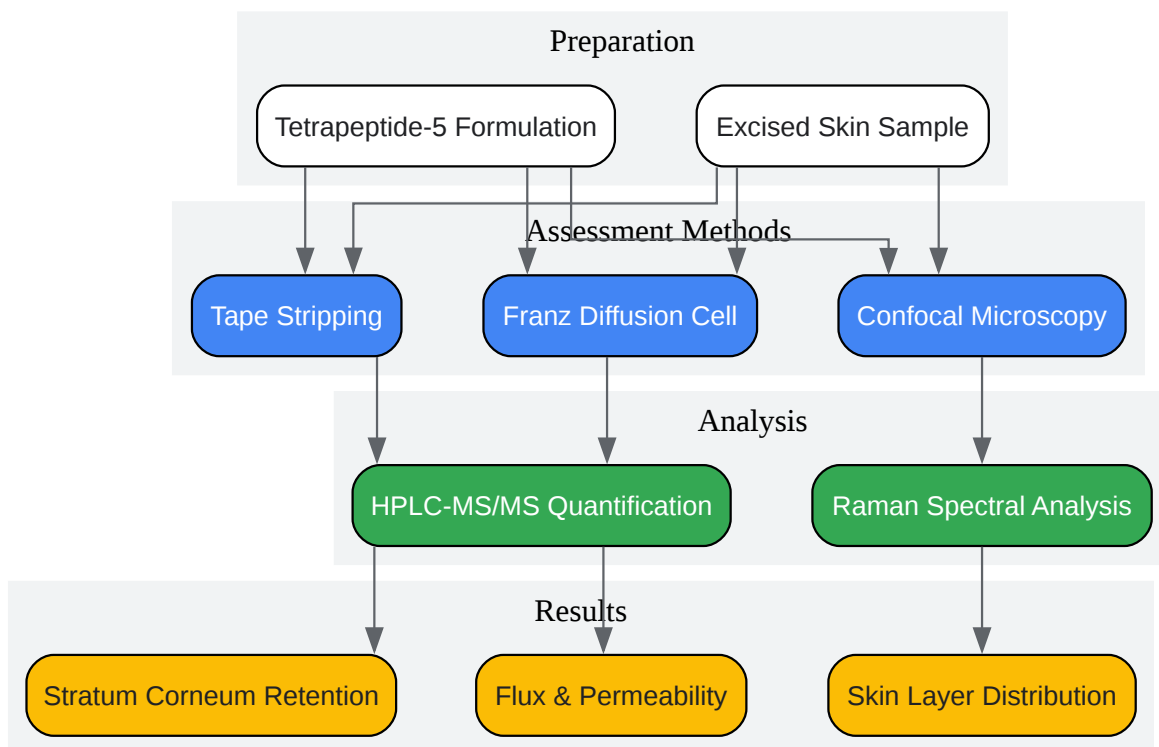 Preparation
Tetrapeptide-5 Formulation
Excised Skin Sample
Assessment Methods
Tape Stripping
Franz Diffusion Cell
Confocal Microscopy
Analysis
HPLC-MS/MS Quantification
Raman Spectral Analysis
Results
Stratum Corneum Retention
Flux & Permeability
Skin Layer Distribution